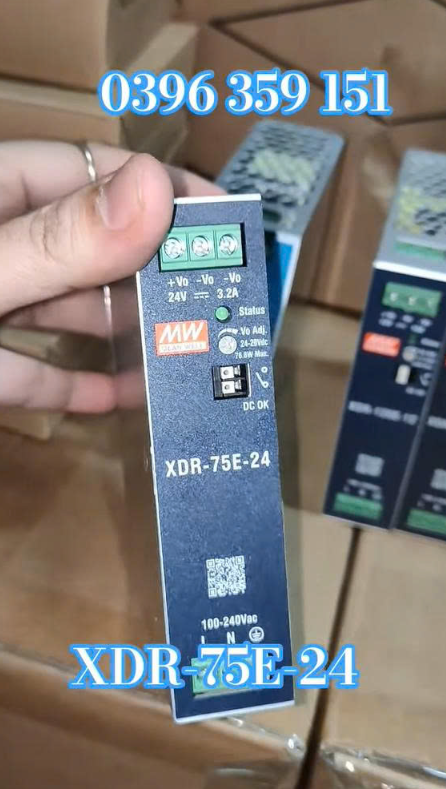 0396 359 151
+Vo -Vo -Vo
24V ⎓ 3.2A
Status
Vo Adj.
24-28Vdc
76.8W Max.
MW
MEAN WELL
DC OK
XDR-75E-24
100-240Vac
L N
XDR-75E-24